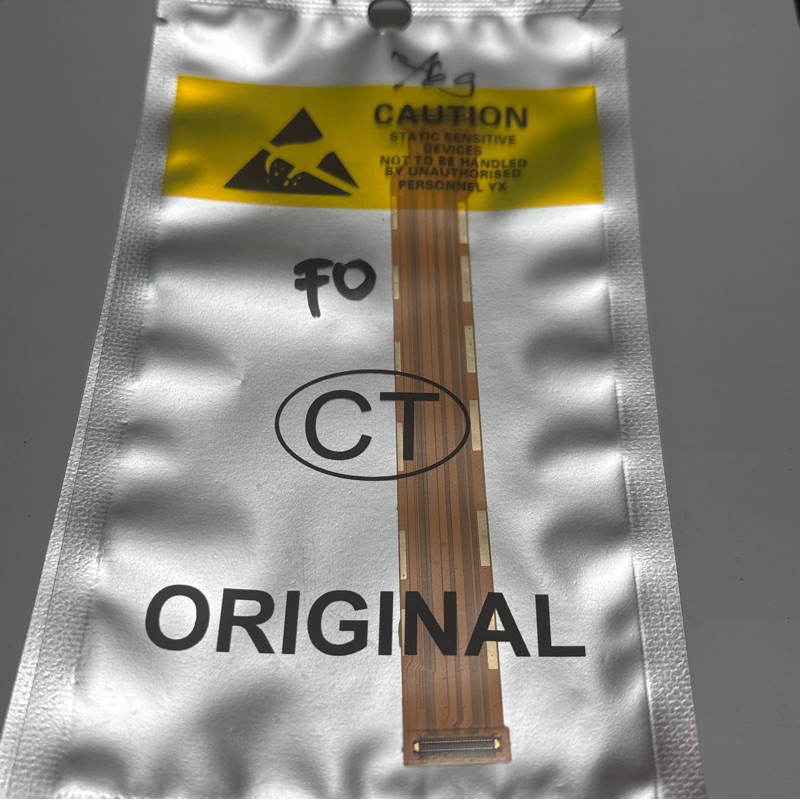 CAUTION
STATIC SENSITIVE
DEVICES
NOT TO BE HANDLED
BY UNAUTHORISED
PERSONNEL YX
FO
CT
ORIGINAL